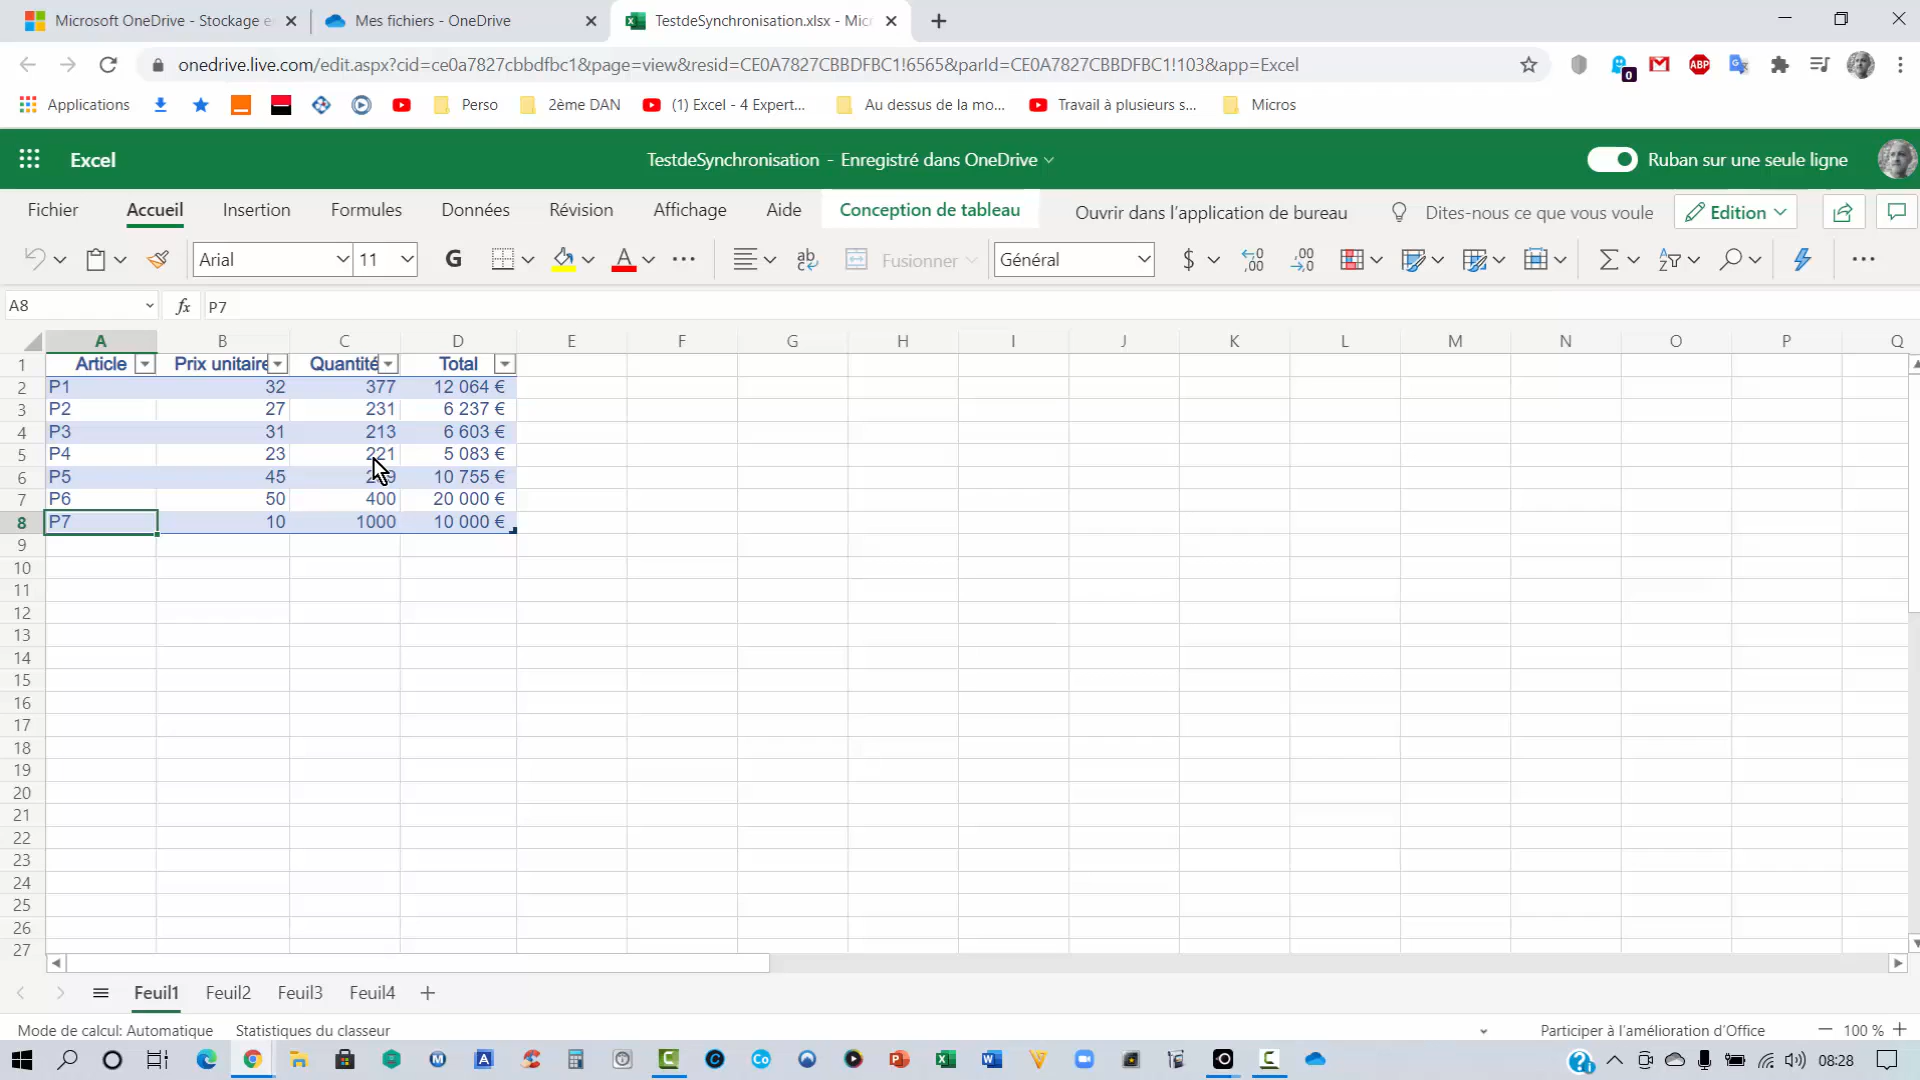 Microsoft OneDrive - Stockage e
Mes fichiers - OneDrive
TestdeSynchronisation.xlsx - Mic
onedrive.live.com/edit.aspx?cid=ce0a7827cbbdfbc1&page=view&resid=CE0A7827CBBDFBC1!6565&parId=CE0A7827CBBDFBC1!103&app=Excel
0
ABP
Applications
Perso
2ème DAN
(1) Excel - 4 Expert...
Au dessus de la mo...
Travail à plusieurs s...
Micros
Excel
TestdeSynchronisation - Enregistré dans OneDrive
Ruban sur une seule ligne
Fichier
Accueil
Insertion
Formules
Données
Révision
Affichage
Aide
Conception de tableau
Ouvrir dans l'application de bureau
Dites-nous ce que vous voule
Edition
Arial
11
G
Fusionner
Général
A8
fx
P7
A B C D E F G H I J K L M N O P Q
1 Article Prix unitaire Quantité Total
2 P1 32 377 12 064 €
3 P2 27 231 6 237 €
4 P3 31 213 6 603 €
5 P4 23 221 5 083 €
6 P5 45 10 755 €
7 P6 50 400 20 000 €
8 P7 10 1000 10 000 €
9
10
11
12
13
14
15
16
17
18
19
20
21
22
23
24
25
26
27
Feuil1
Feuil2
Feuil3
Feuil4
Mode de calcul: Automatique
Statistiques du classeur
Participer à l'amélioration d'Office
100 %
08:28